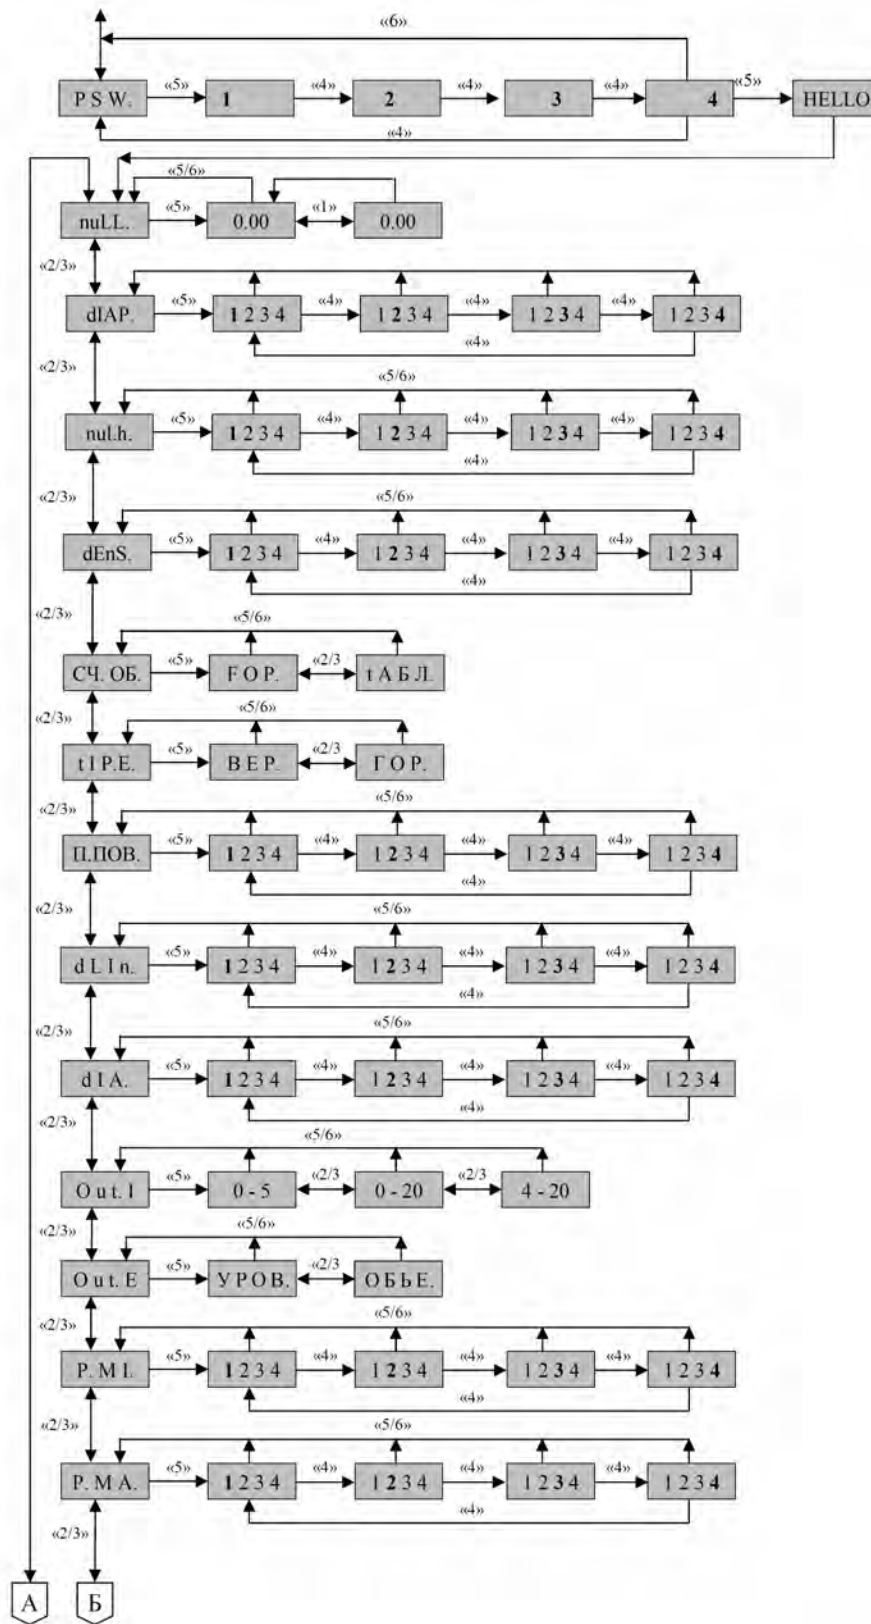 «6»
P S W. «5» 1 «4» 2 «4» 3 «4» 4 «5» HELLO
«4»
«5/6»
nuLL. «5» 0.00 «1» 0.00
«2/3»
dIAP. «5» 1 2 3 4 «4» 1 2 3 4 «4» 1 2 3 4 «4» 1 2 3 4
«4»
«2/3»
«5/6»
nul.h. «5» 1 2 3 4 «4» 1 2 3 4 «4» 1 2 3 4 «4» 1 2 3 4
«4»
«2/3»
«5/6»
dEnS. «5» 1 2 3 4 «4» 1 2 3 4 «4» 1 2 3 4 «4» 1 2 3 4
«4»
«2/3»
«5/6»
СЧ. ОБ. «5» F O P. «2/3 t А Б Л.
«2/3»
«5/6»
t I P.E. «5» В Е Р. «2/3 Г О Р.
«2/3»
«5/6»
П.ПОВ. «5» 1 2 3 4 «4» 1 2 3 4 «4» 1 2 3 4 «4» 1 2 3 4
«4»
«2/3»
«5/6»
d L I n. «5» 1 2 3 4 «4» 1 2 3 4 «4» 1 2 3 4 «4» 1 2 3 4
«4»
«2/3»
«5/6»
d I A. «5» 1 2 3 4 «4» 1 2 3 4 «4» 1 2 3 4 «4» 1 2 3 4
«4»
«2/3»
«5/6»
O u t. I «5» 0 - 5 «2/3 0 - 20 «2/3 4 - 20
«2/3»
«5/6»
O u t. E «5» У Р О В. «2/3 О Б Ь Е.
«2/3»
«5/6»
P. M I. «5» 1 2 3 4 «4» 1 2 3 4 «4» 1 2 3 4 «4» 1 2 3 4
«4»
«2/3»
«5/6»
P. M A. «5» 1 2 3 4 «4» 1 2 3 4 «4» 1 2 3 4 «4» 1 2 3 4
«4»
«2/3»
А Б